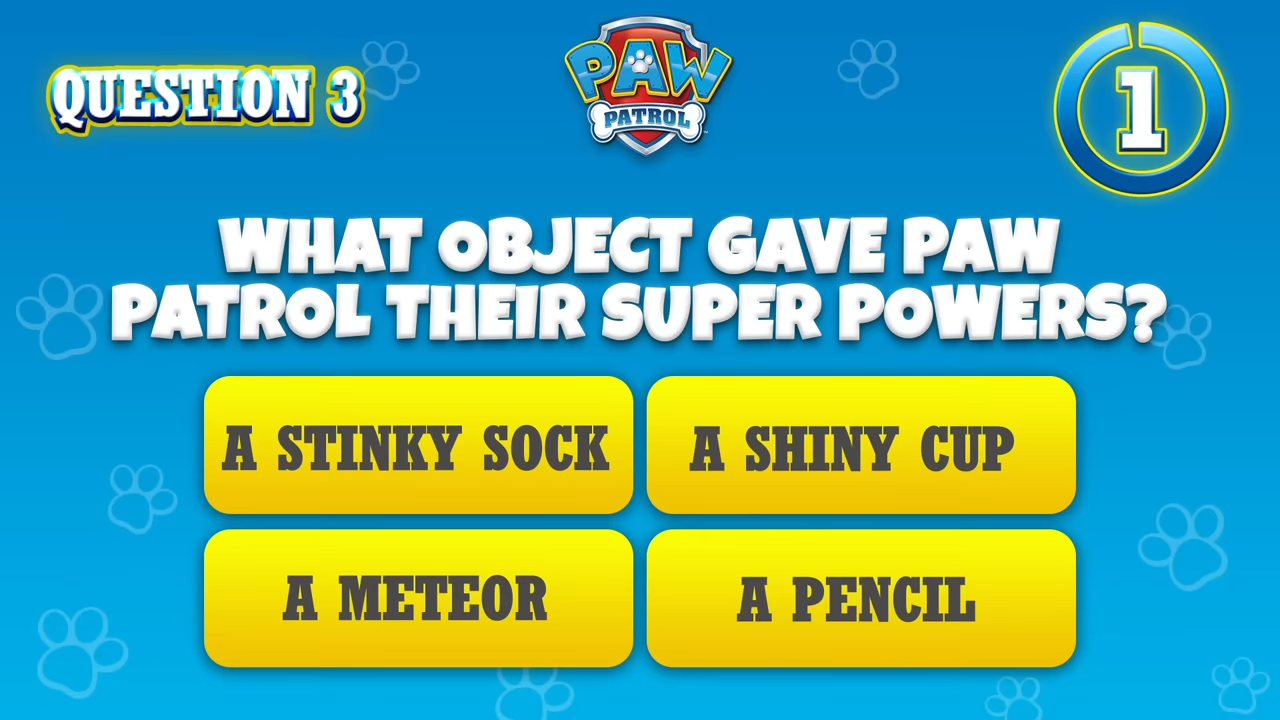 QUESTION 3
PAW
PATROL
1
WHAT OBJECT GAVE PAW
PATROL THEIR SUPER POWERS?
A STINKY SOCK
A SHINY CUP
A METEOR
A PENCIL